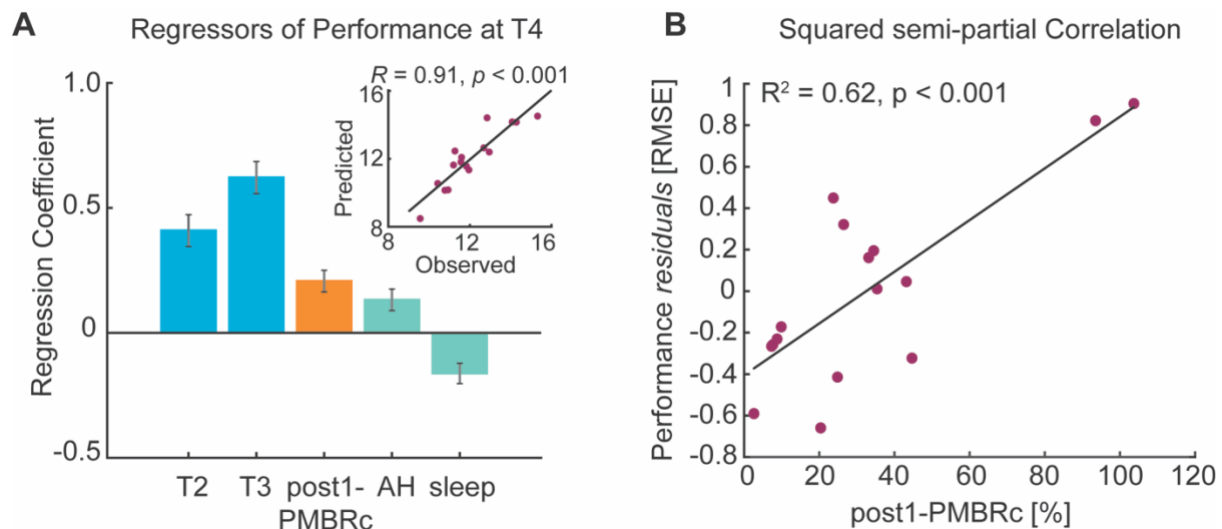 A
Regressors of Performance at T4
Regression Coefficient
1.0
0.5
0
-0.5
T2
T3
post1-
PMBRc
AH
sleep
R = 0.91, p < 0.001
Predicted
16
12
8
12
16
Observed
B
Squared semi-partial Correlation
R² = 0.62, p < 0.001
Performance residuals [RMSE]
1
0.8
0.6
0.4
0.2
0
-0.2
-0.4
-0.6
-0.8
0
20
40
60
80
100
120
post1-PMBRc [%]